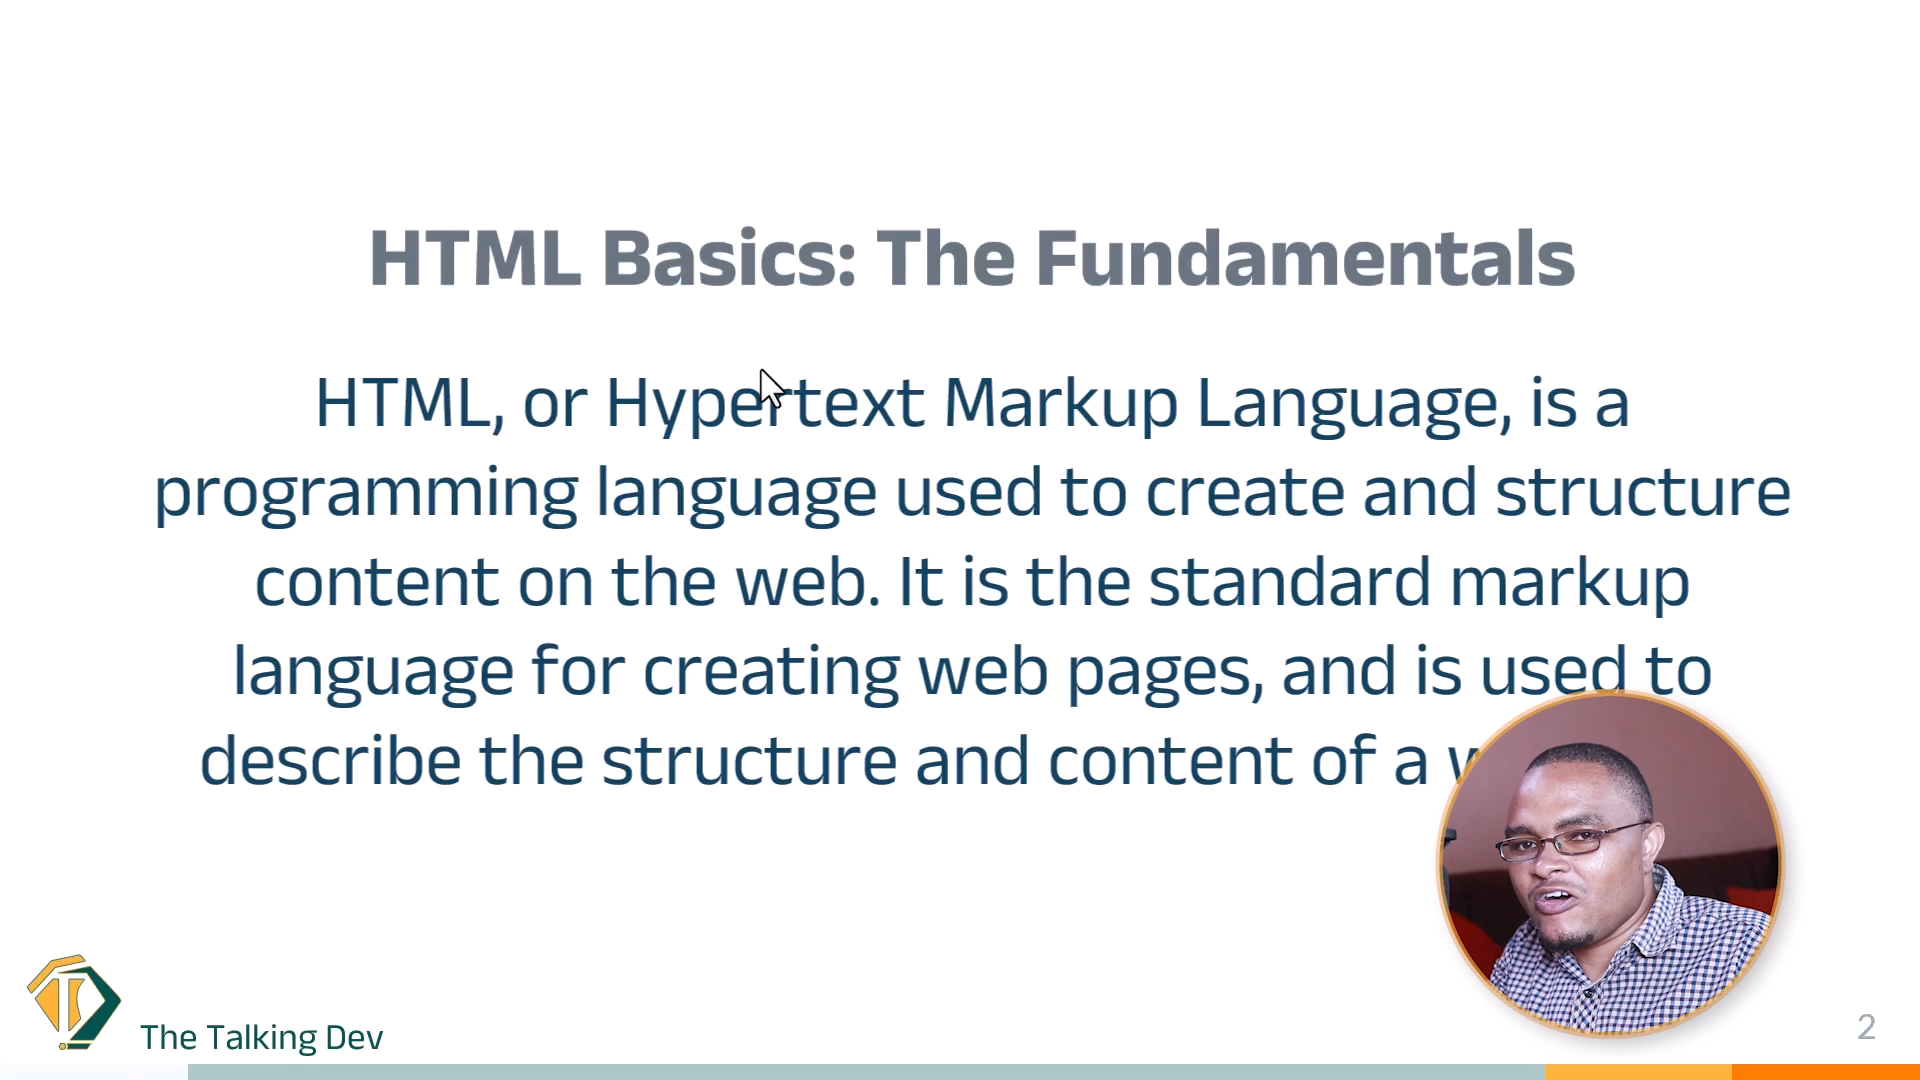 HTML Basics: The Fundamentals
HTML, or Hypertext Markup Language, is a
programming language used to create and structure
content on the web. It is the standard markup
language for creating web pages, and is used to
describe the structure and content of a
The Talking Dev
2